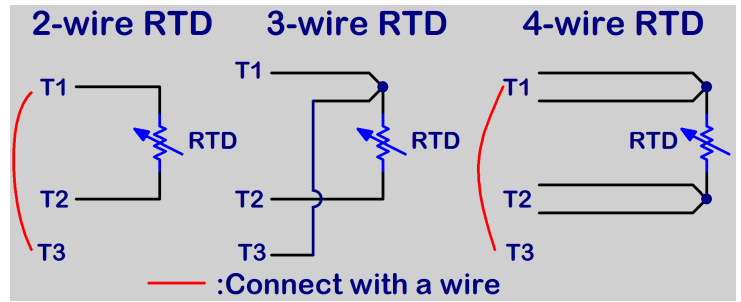 2-wire RTD
3-wire RTD
4-wire RTD
T1
RTD
T2
T3
T1
RTD
T2
T3
T1
RTD
T2
T3
:Connect with a wire